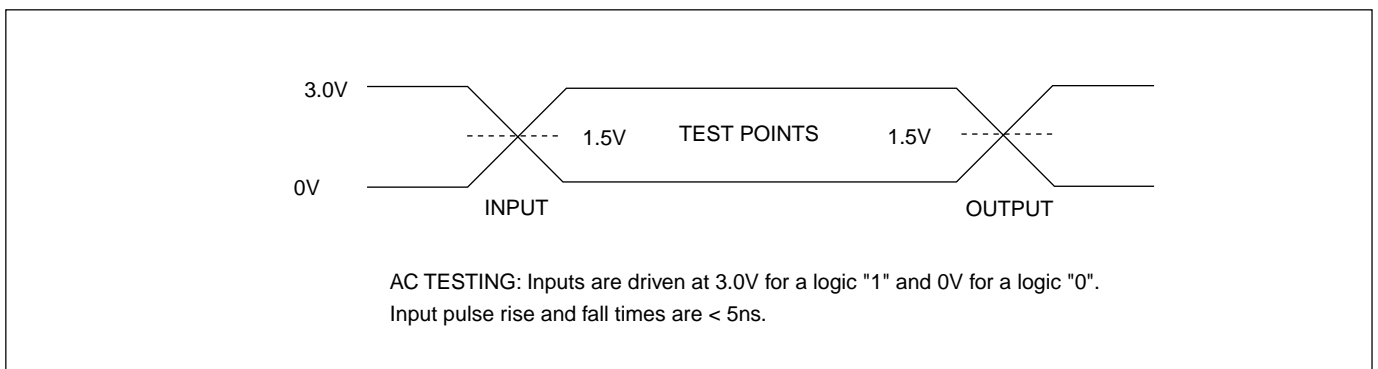 3.0V
1.5V TEST POINTS 1.5V
0V
INPUT OUTPUT
AC TESTING: Inputs are driven at 3.0V for a logic "1" and 0V for a logic "0".
Input pulse rise and fall times are < 5ns.